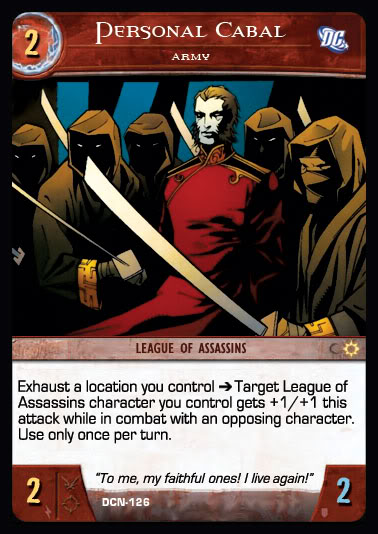 2
PERSONAL CABAL
ARMY
DC
LEAGUE OF ASSASSINS
C
Exhaust a location you control ➔ Target League of
Assassins character you control gets +1/+1 this
attack while in combat with an opposing character.
Use only once per turn.
"To me, my faithful ones! I live again!"
2
DCN-126
2